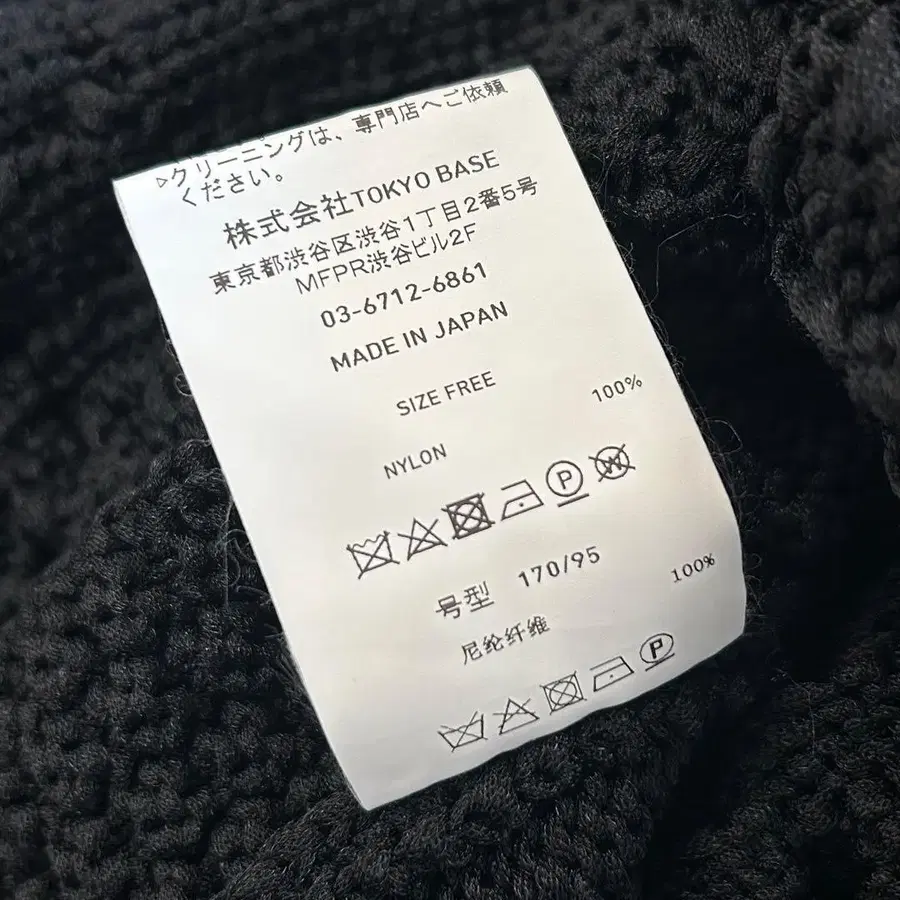 ▷クリーニングは、専門店へご依頼
ください。
株式会社TOKYO BASE
東京都渋谷区渋谷1丁目2番5号
MFPR渋谷ビル2F
03-6712-6861
MADE IN JAPAN
SIZE FREE
NYLON 100%
P W
号型 170/95
尼纶纤维 100%
P